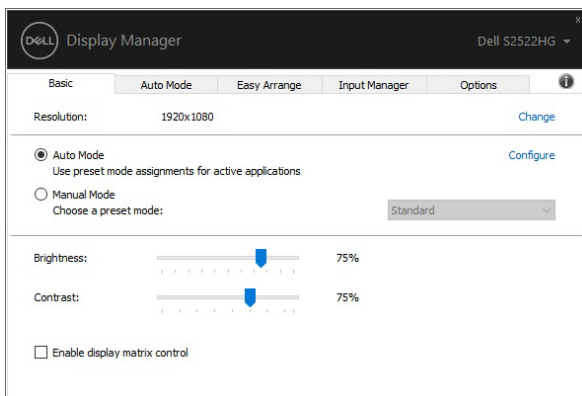 DELL Display Manager
Dell S2522HG
x
Basic Auto Mode Easy Arrange Input Manager Options
Resolution: 1920x1080 Change
Auto Mode Configure
Use preset mode assignments for active applications
Manual Mode
Choose a preset mode: Standard
Brightness: 75%
Contrast: 75%
Enable display matrix control